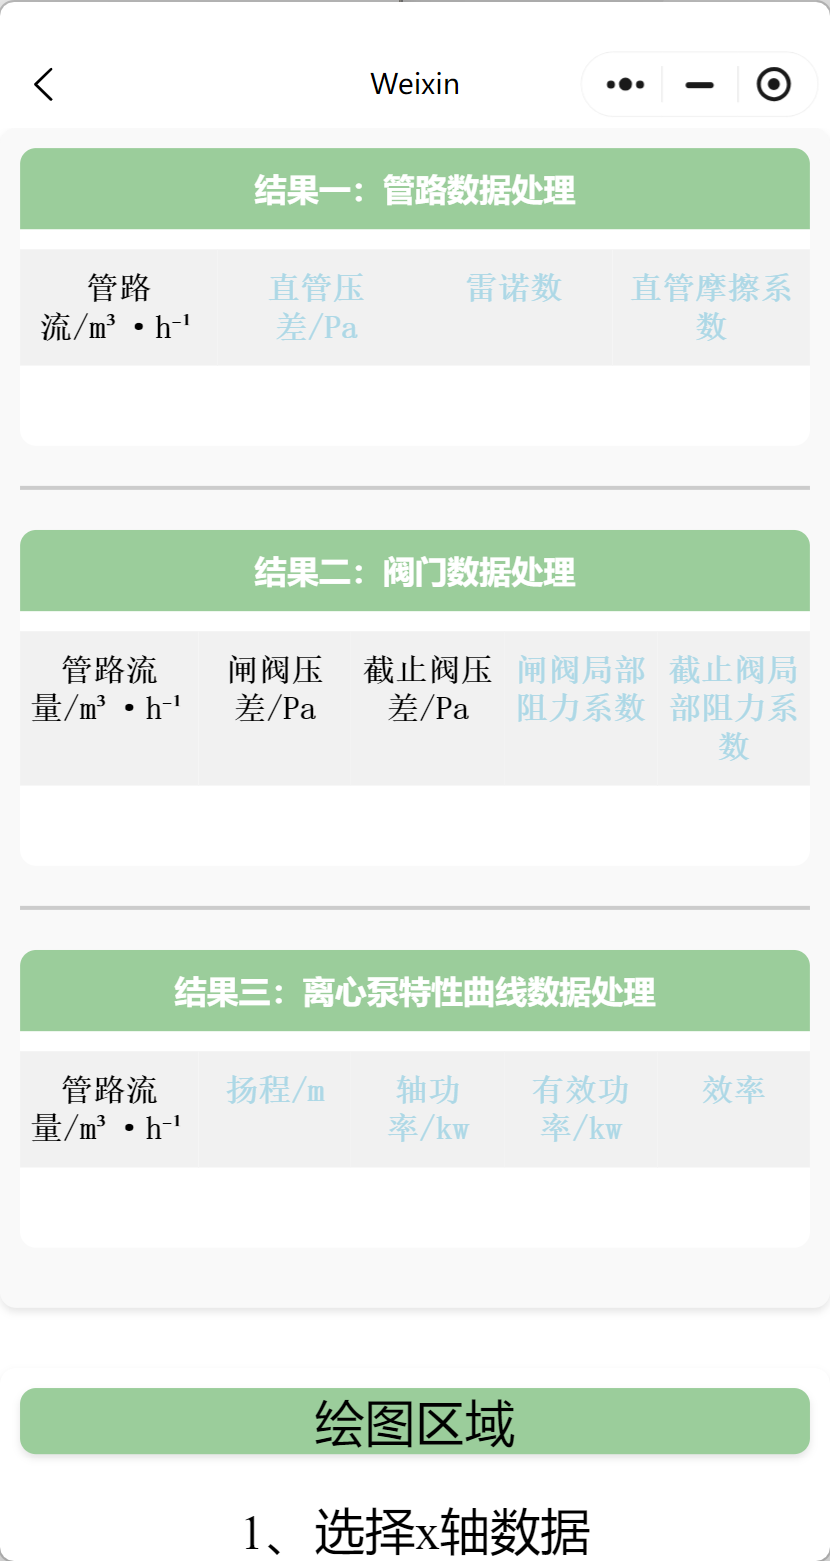 Weixin
结果一：管路数据处理
管路
流/m³ ·h⁻¹
直管压
差/Pa
雷诺数
直管摩擦系
数
结果二：阀门数据处理
管路流
量/m³ ·h⁻¹
闸阀压
差/Pa
截止阀压
差/Pa
闸阀局部
阻力系数
截止阀局
部阻力系
数
结果三：离心泵特性曲线数据处理
管路流
量/m³ ·h⁻¹
扬程/m
轴功
率/kw
有效功
率/kw
效率
绘图区域
1、选择x轴数据